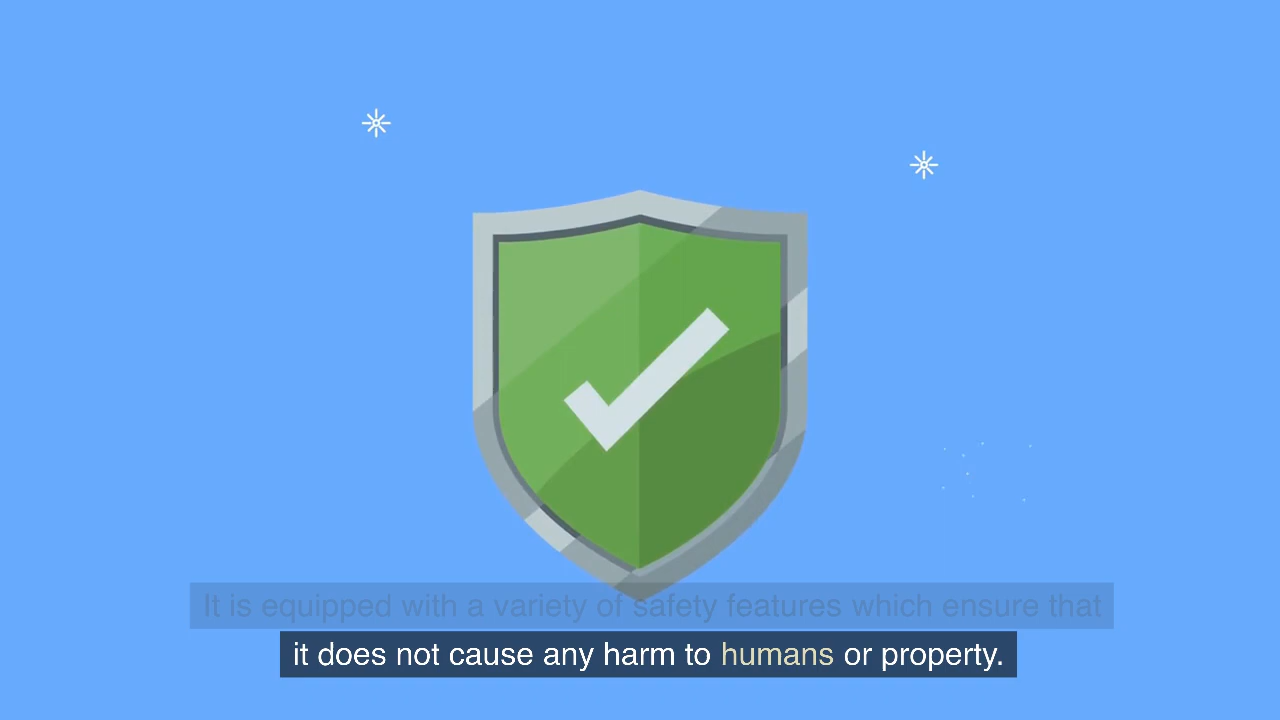 It is equipped with a variety of safety features which ensure that
it does not cause any harm to humans or property.